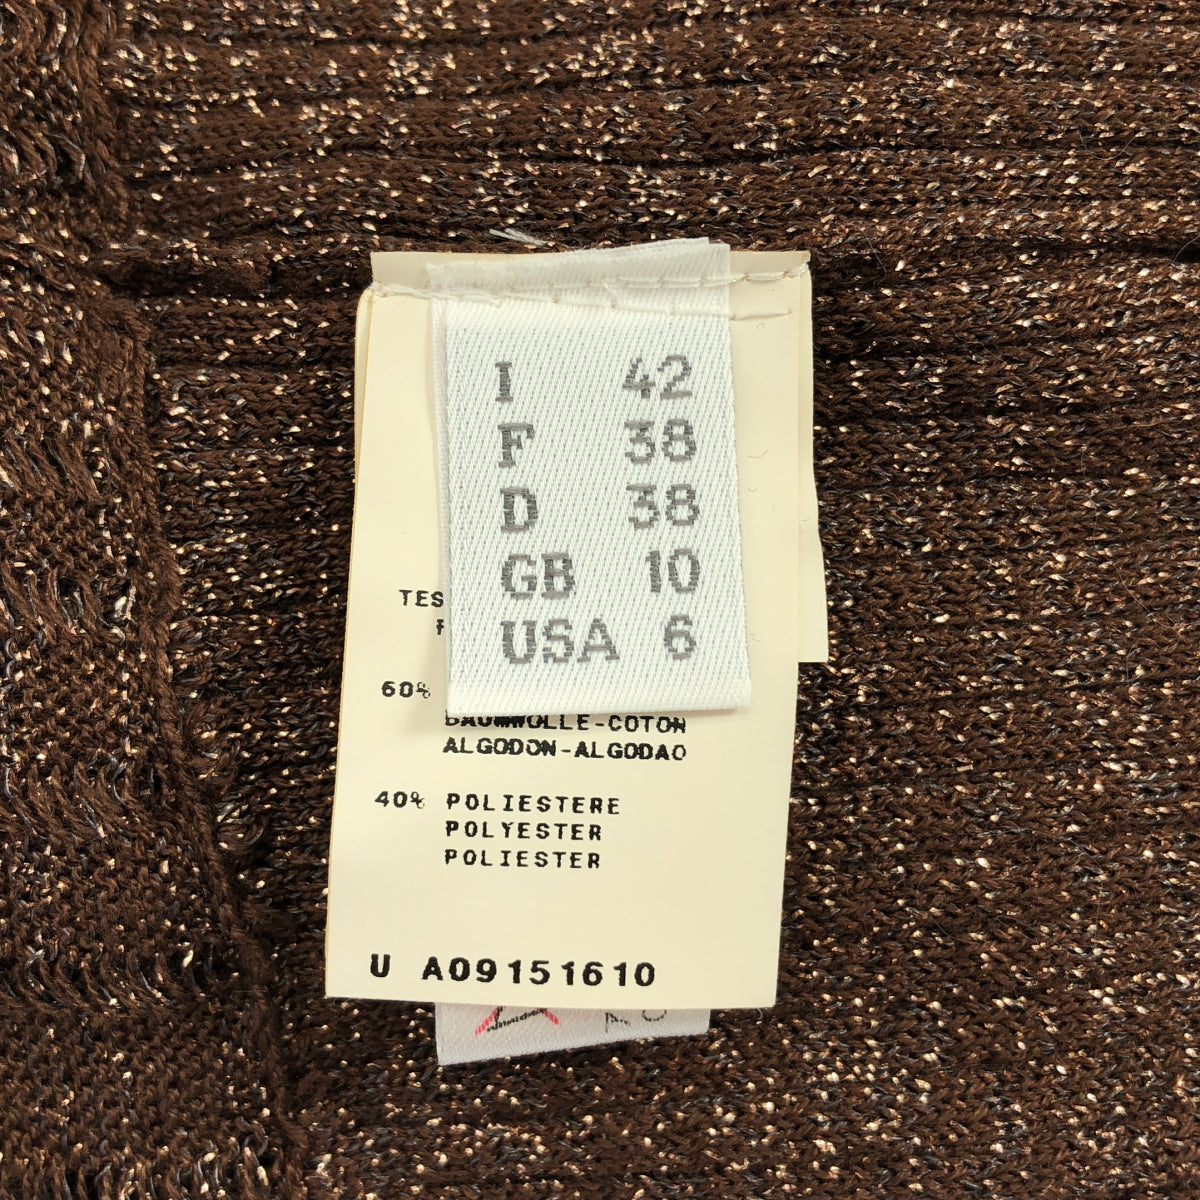 I 42
F 38
D 38
GB 10
USA 6
TES
60%
BAUMWOLLE-COTON
ALGODON-ALGODAO
40% POLIESTERE
POLYESTER
POLIESTER
U A09151610